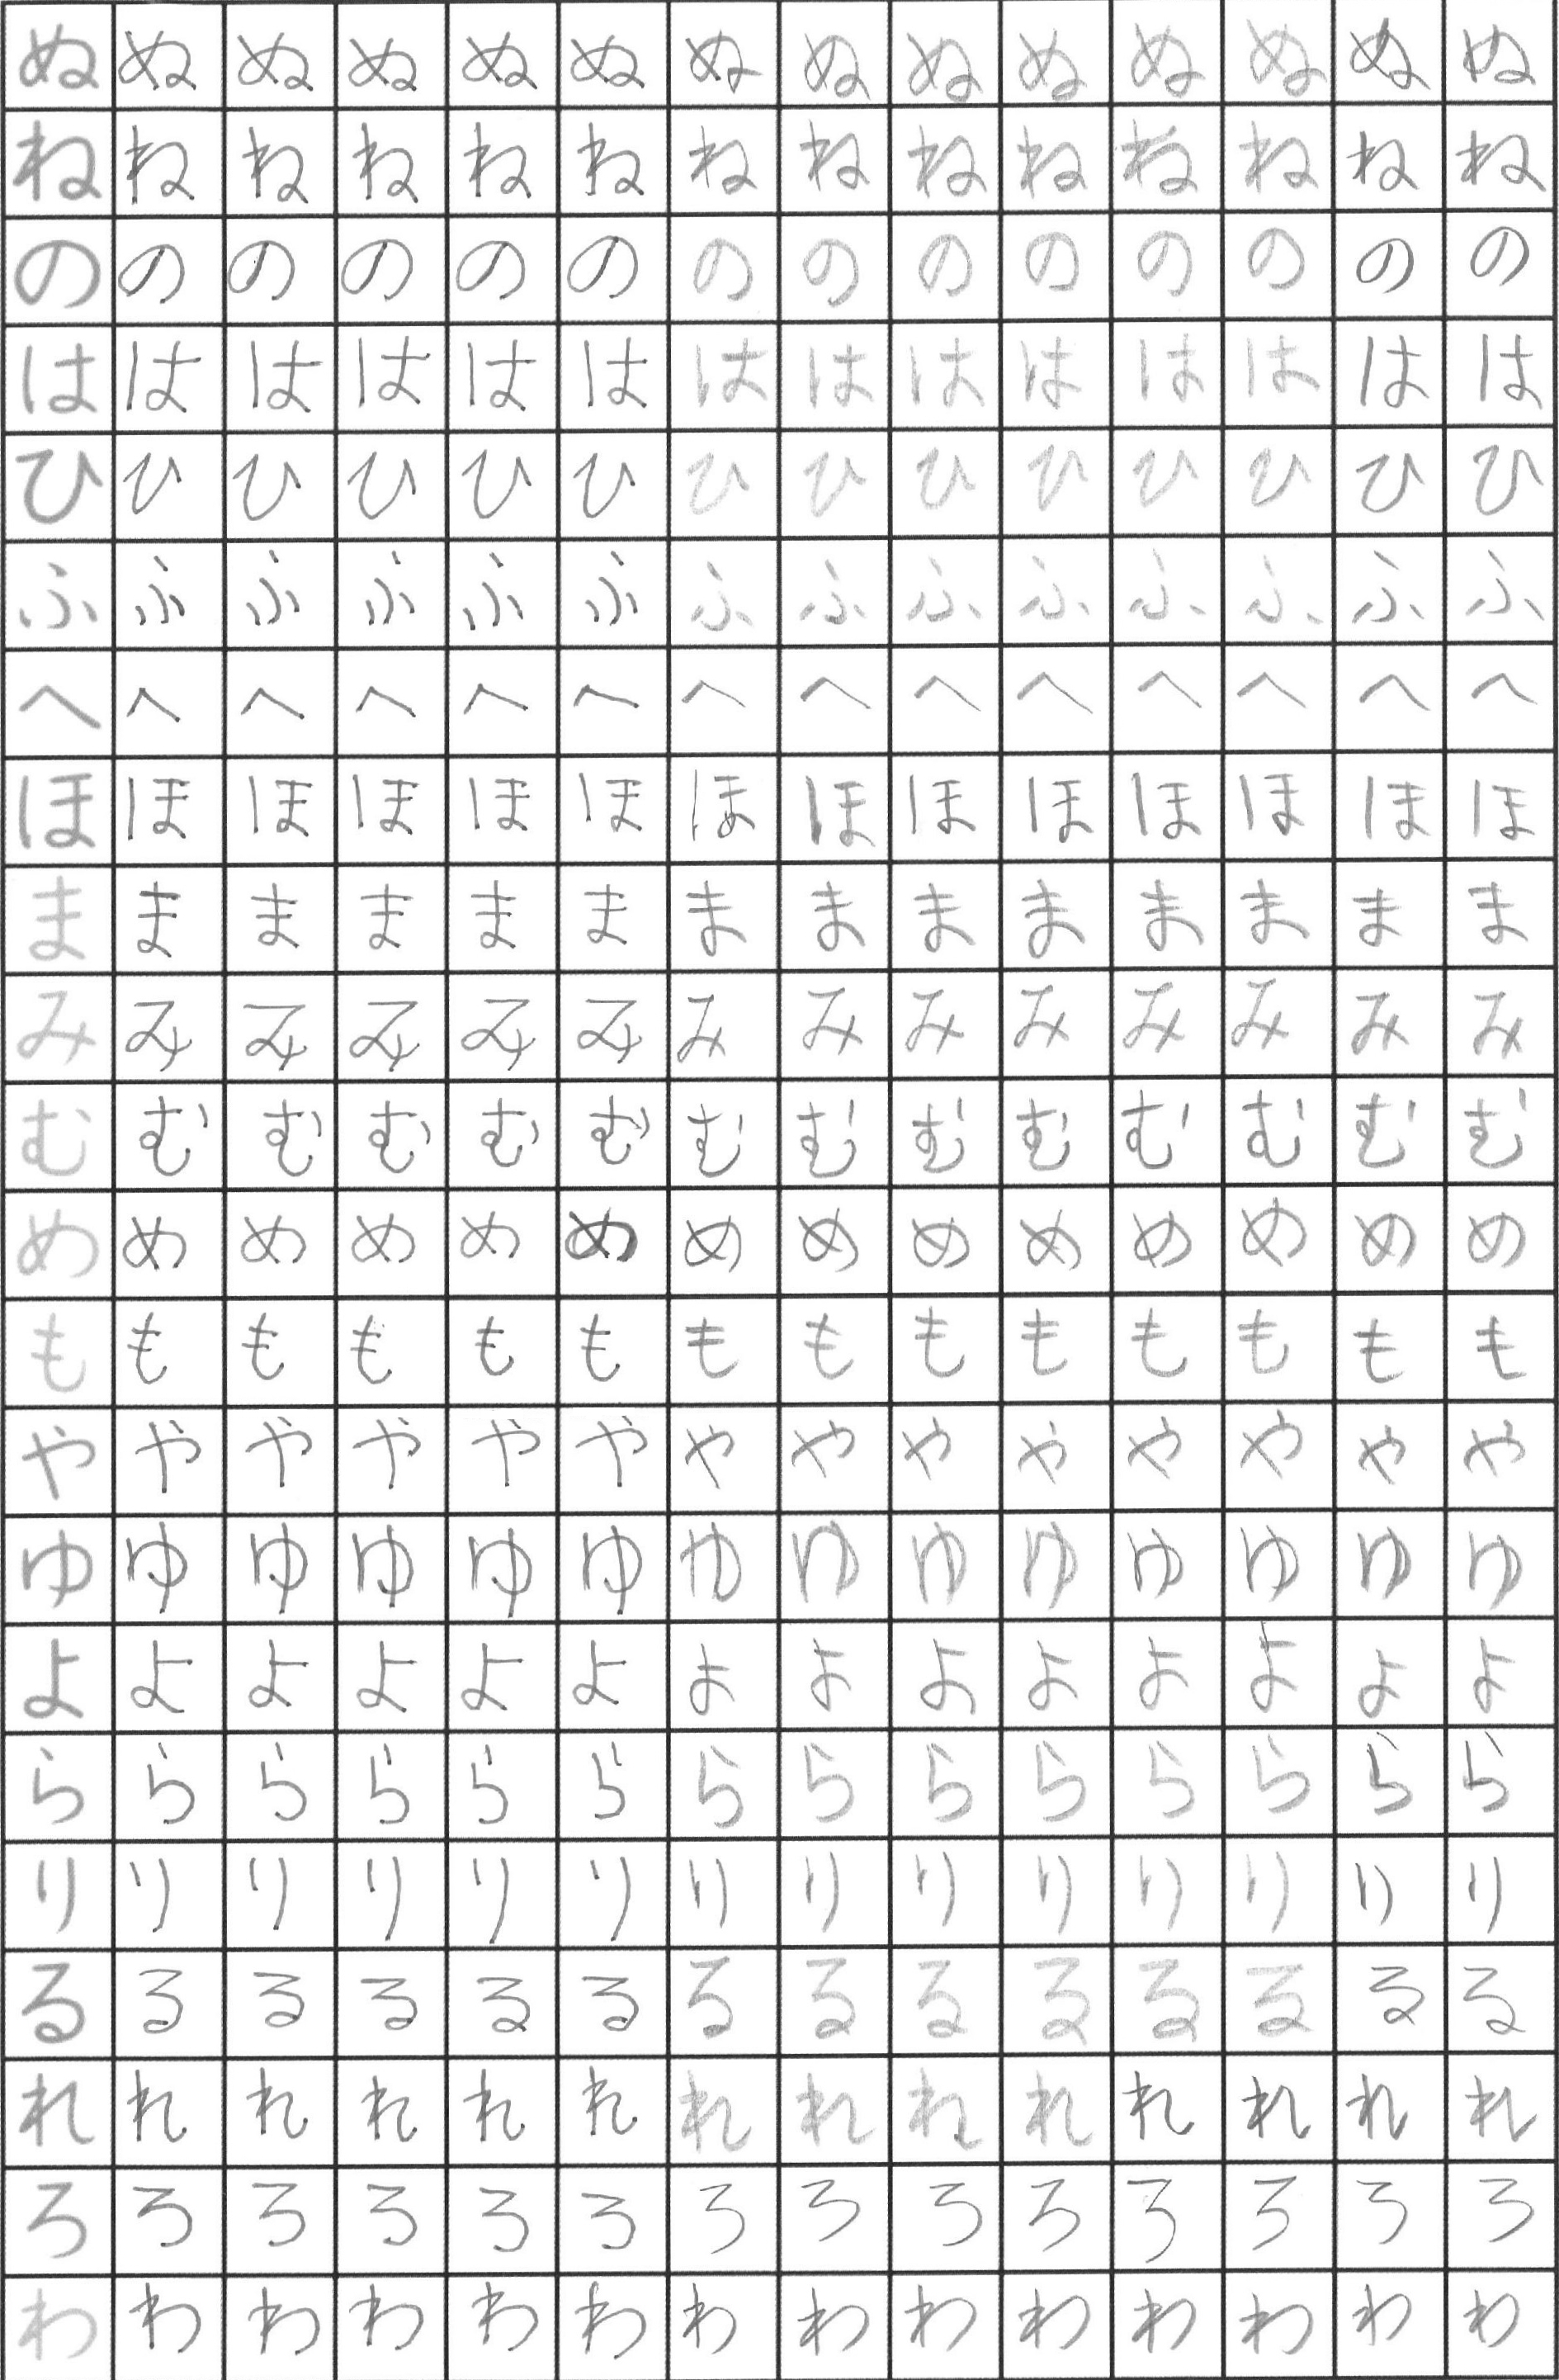 ぬ ぬ ぬ ぬ ぬ ぬ ぬ ぬ ぬ ぬ ぬ ぬ ぬ ぬ
ね ね ね ね ね ね ね ね ね ね ね ね ね ね
の の の の の の の の の の の の の の
は は は は は は は は は は は は は は
ひ ひ ひ ひ ひ ひ ひ ひ ひ ひ ひ ひ ひ ひ
ふ ふ ふ ふ ふ ふ ふ ふ ふ ふ ふ ふ ふ ふ
へ へ へ へ へ へ へ へ へ へ へ へ へ へ
ほ ほ ほ ほ ほ ほ ほ ほ ほ ほ ほ ほ ほ ほ
ま ま ま ま ま ま ま ま ま ま ま ま ま ま
み み み み み み み み み み み み み み
む む む む む む む む む む む む む む
め め め め め め め め め め め め め め
も も も も も も も も も も も も も も
や や や や や や や や や や や や や や
ゆ ゆ ゆ ゆ ゆ ゆ ゆ ゆ ゆ ゆ ゆ ゆ ゆ ゆ
よ よ よ よ よ よ よ よ よ よ よ よ よ よ
ら ら ら ら ら ら ら ら ら ら ら ら ら ら
り り り り り り り り り り り り り り
る る る る る る る る る る る る る る
れ れ れ れ れ れ れ れ れ れ れ れ れ れ
ろ ろ ろ ろ ろ ろ ろ ろ ろ ろ ろ ろ ろ ろ
わ わ わ わ わ わ わ わ わ わ わ わ わ わ